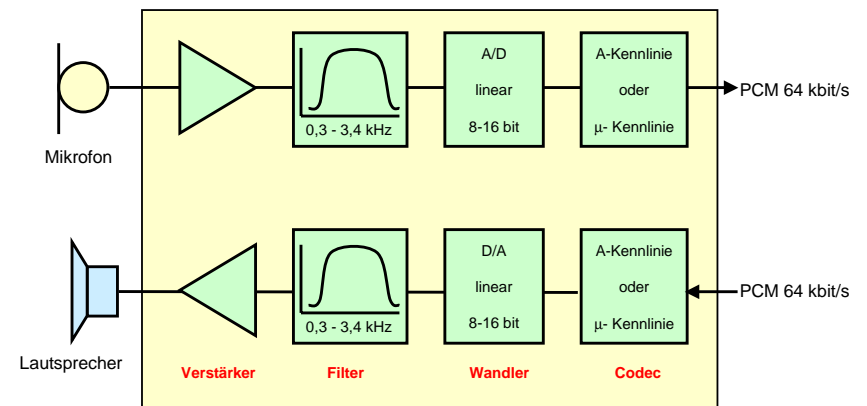 A/D
linear
8-16 bit
A-Kennlinie
oder
μ- Kennlinie
PCM 64 kbit/s
0,3 - 3,4 kHz
Mikrofon
D/A
linear
8-16 bit
A-Kennlinie
oder
μ- Kennlinie
PCM 64 kbit/s
0,3 - 3,4 kHz
Lautsprecher
Verstärker
Filter
Wandler
Codec